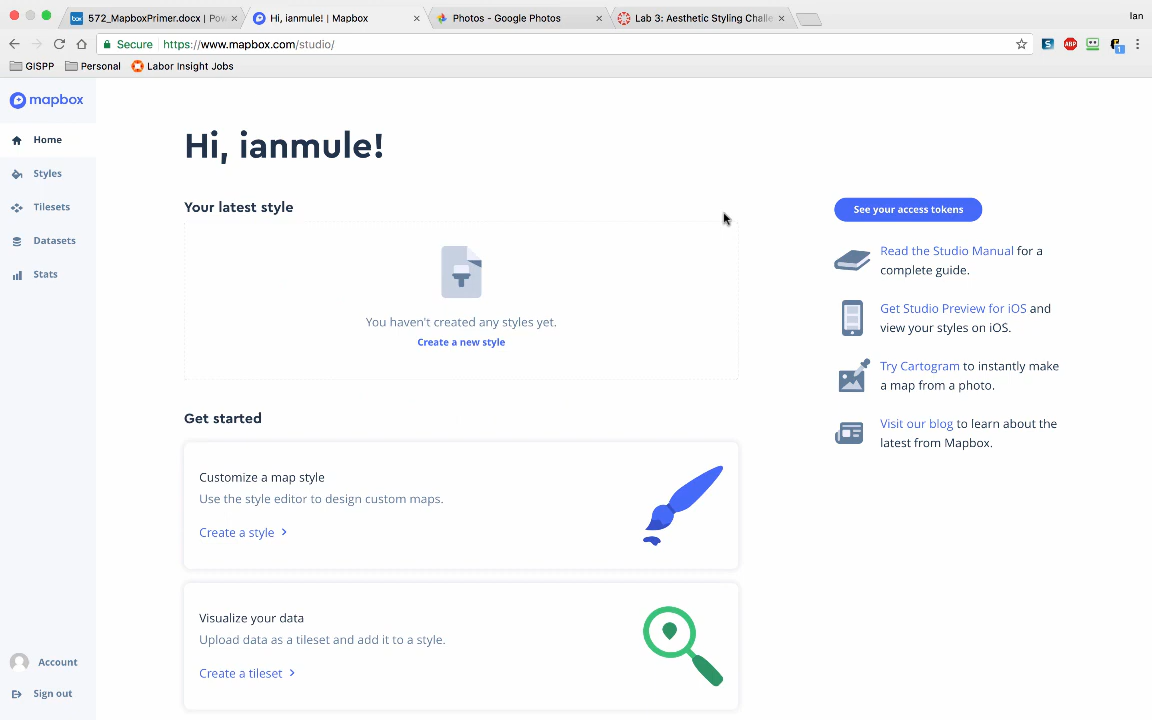 572_MapboxPrimer.docx | Pow
Hi, ianmule! | Mapbox
Photos - Google Photos
Lab 3: Aesthetic Styling Challe
Ian
Secure
https://www.mapbox.com/studio/
GISPP
Personal
Labor Insight Jobs
mapbox
Home
Styles
Tilesets
Datasets
Stats
Account
Sign out
Hi, ianmule!
Your latest style
You haven't created any styles yet.
Create a new style
Get started
Customize a map style
Use the style editor to design custom maps.
Create a style
Visualize your data
Upload data as a tileset and add it to a style.
Create a tileset
See your access tokens
Read the Studio Manual for a
complete guide.
Get Studio Preview for iOS and
view your styles on iOS.
Try Cartogram to instantly make
a map from a photo.
Visit our blog to learn about the
latest from Mapbox.